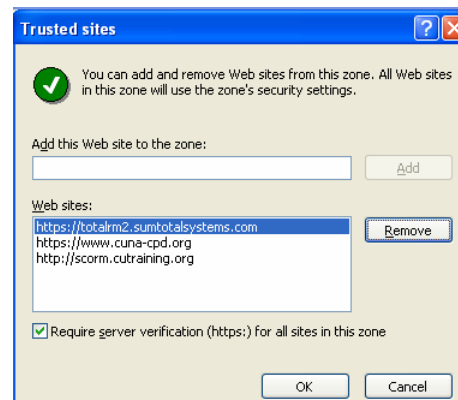 Trusted sites
You can add and remove Web sites from this zone. All Web sites
in this zone will use the zone's security settings.
Add this Web site to the zone:
Add
Web sites:
https://totalrm2.sumtotalsystems.com
Remove
https://www.cuna-cpd.org
http://scorm.cutraining.org
Require server verification (https:) for all sites in this zone
OK
Cancel